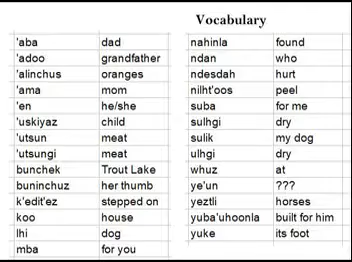 Vocabulary
'aba dad
'adoo grandfather
'alinchus oranges
'ama mom
'en he/she
'uskiyaz child
'utsun meat
'utsungi meat
bunchek Trout Lake
buninchuz her thumb
k'edit'ez stepped on
koo house
lhi dog
mba for you
nahinla found
ndan who
ndesdah hurt
nilht'oos peel
suba for me
sulhgi dry
sulik my dog
ulhgi dry
whuz at
ye'un ???
yeztli horses
yuba'uhoonla built for him
yuke its foot